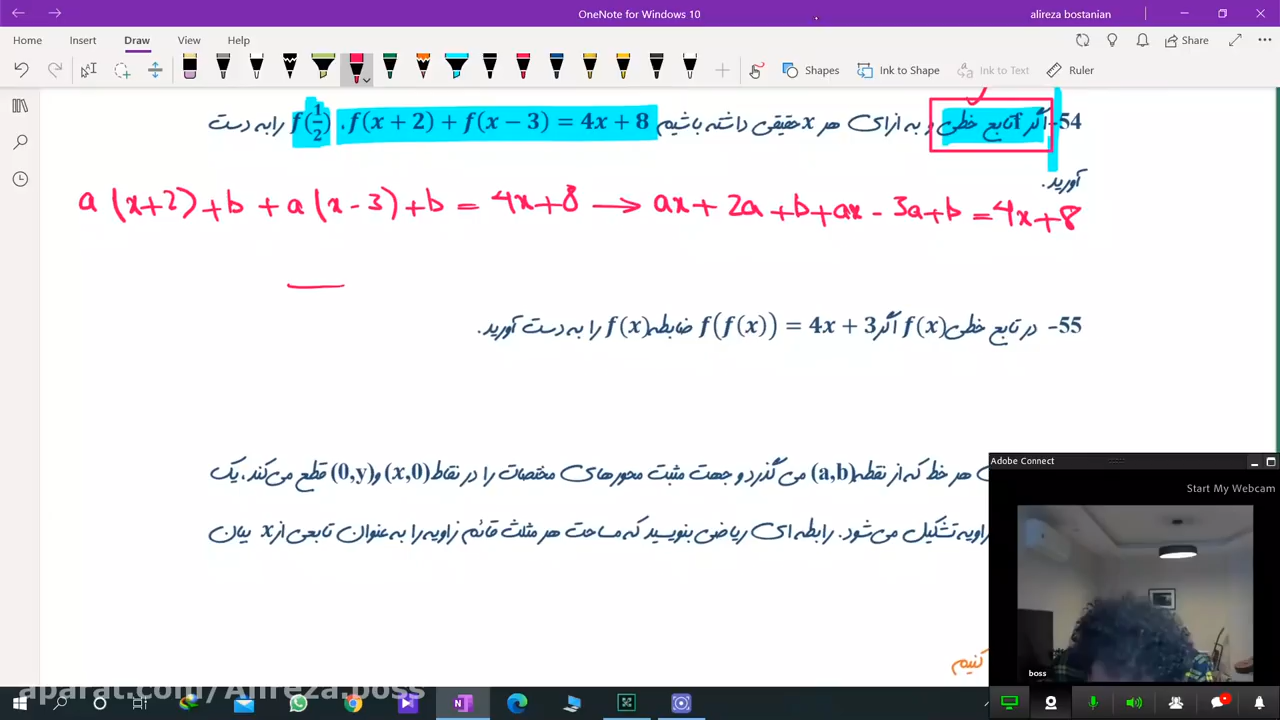 OneNote for Windows 10
alireza bostanian
Home Insert Draw View Help
Share
Shapes Ink to Shape Ink to Text Ruler
54- اگر f تابع خطی و به ازای هر x حقیقی داشته باشیم f(x + 2) + f(x − 3) = 4x + 8، f(1/2) را به دست
آورید.
a (x+2)+b + a(x-3)+b = 4x+8 → ax+ 2a +b+ax - 3a+b =4x+8
55- در تابع خطی f(x) اگر f(f(x)) = 4x + 3 ضابطه f(x) را به دست آورید.
هر خط که از نقطه (a,b) می گذرد و جهت مثبت محورهای مختصات را در نقاط (x,0) و (0,y) قطع می‌کند، یک
زاویه تشکیل می‌شود. رابطه ای ریاضی بنویسید که مساحت هر مثلث قائم زاویه را به عنوان تابعی از x بیان
کنیم
Adobe Connect
Start My Webcam
boss
aparat.com/Alireza.boss